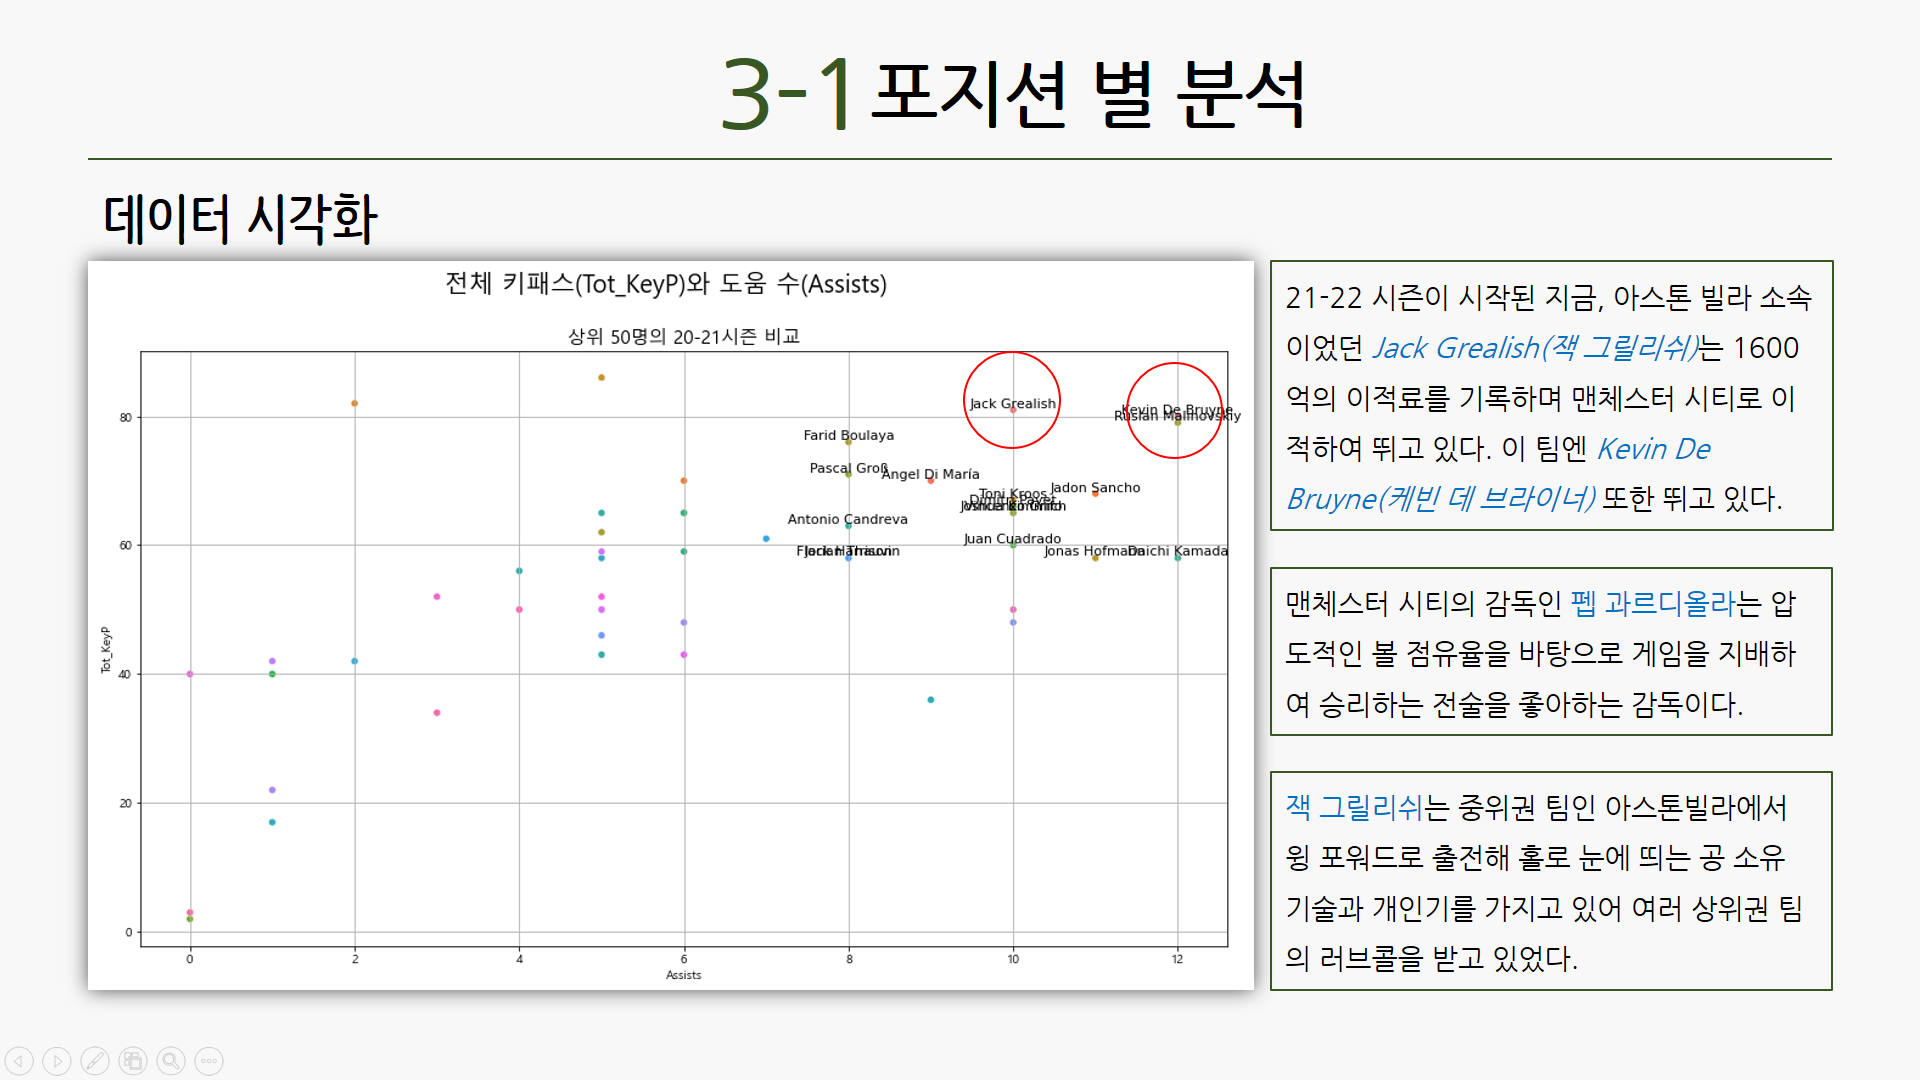 3-1 포지션 별 분석
데이터 시각화
전체 키패스(Tot_KeyP)와 도움 수(Assists)
상위 50명의 20-21시즌 비교
Jack Grealish
Kevin De Bruyne
Ruslan Malinovskiy
Farid Boulaya
Pascal Groß
Ángel Di María
Jadon Sancho
Toni Kroos
Dimitri Payet
Antonio Candreva
Juan Cuadrado
Florian Thauvin
Jack Harrison
Jonas Hofmann
Daichi Kamada
Tot_KeyP
80
60
40
20
0
0 2 4 6 8 10 12
Assists
21-22 시즌이 시작된 지금, 아스톤 빌라 소속
이었던 Jack Grealish(잭 그릴리쉬)는 1600
억의 이적료를 기록하며 맨체스터 시티로 이
적하여 뛰고 있다. 이 팀엔 Kevin De
Bruyne(케빈 데 브라이너) 또한 뛰고 있다.
맨체스터 시티의 감독인 펩 과르디올라는 압
도적인 볼 점유율을 바탕으로 게임을 지배하
여 승리하는 전술을 좋아하는 감독이다.
잭 그릴리쉬는 중위권 팀인 아스톤빌라에서
윙 포워드로 출전해 홀로 눈에 띄는 공 소유
기술과 개인기를 가지고 있어 여러 상위권 팀
의 러브콜을 받고 있었다.